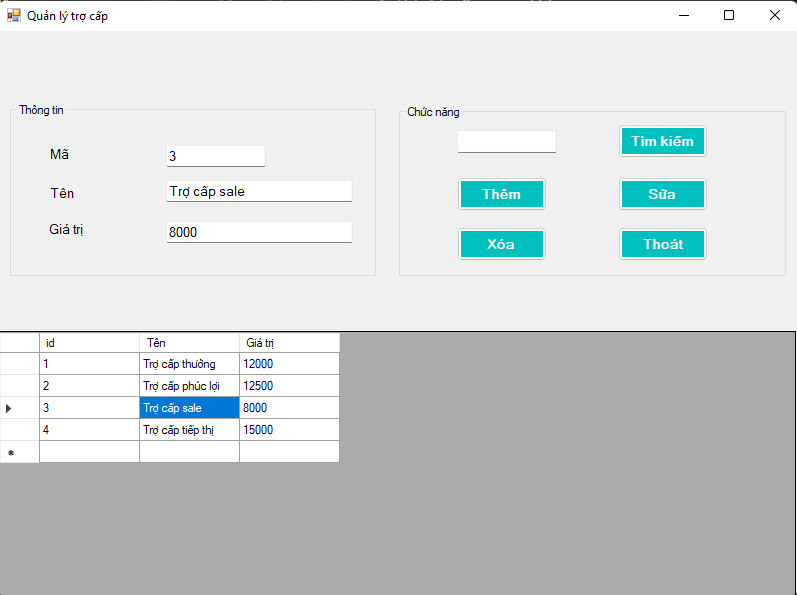 Quản lý trợ cấp
Thông tin
Mã
3
Tên
Trợ cấp sale
Giá trị
8000
Chức năng
Tìm kiếm
Thêm
Sửa
Xóa
Thoát
id Tên Giá trị
1 Trợ cấp thưởng 12000
2 Trợ cấp phúc lợi 12500
3 Trợ cấp sale 8000
4 Trợ cấp tiếp thị 15000